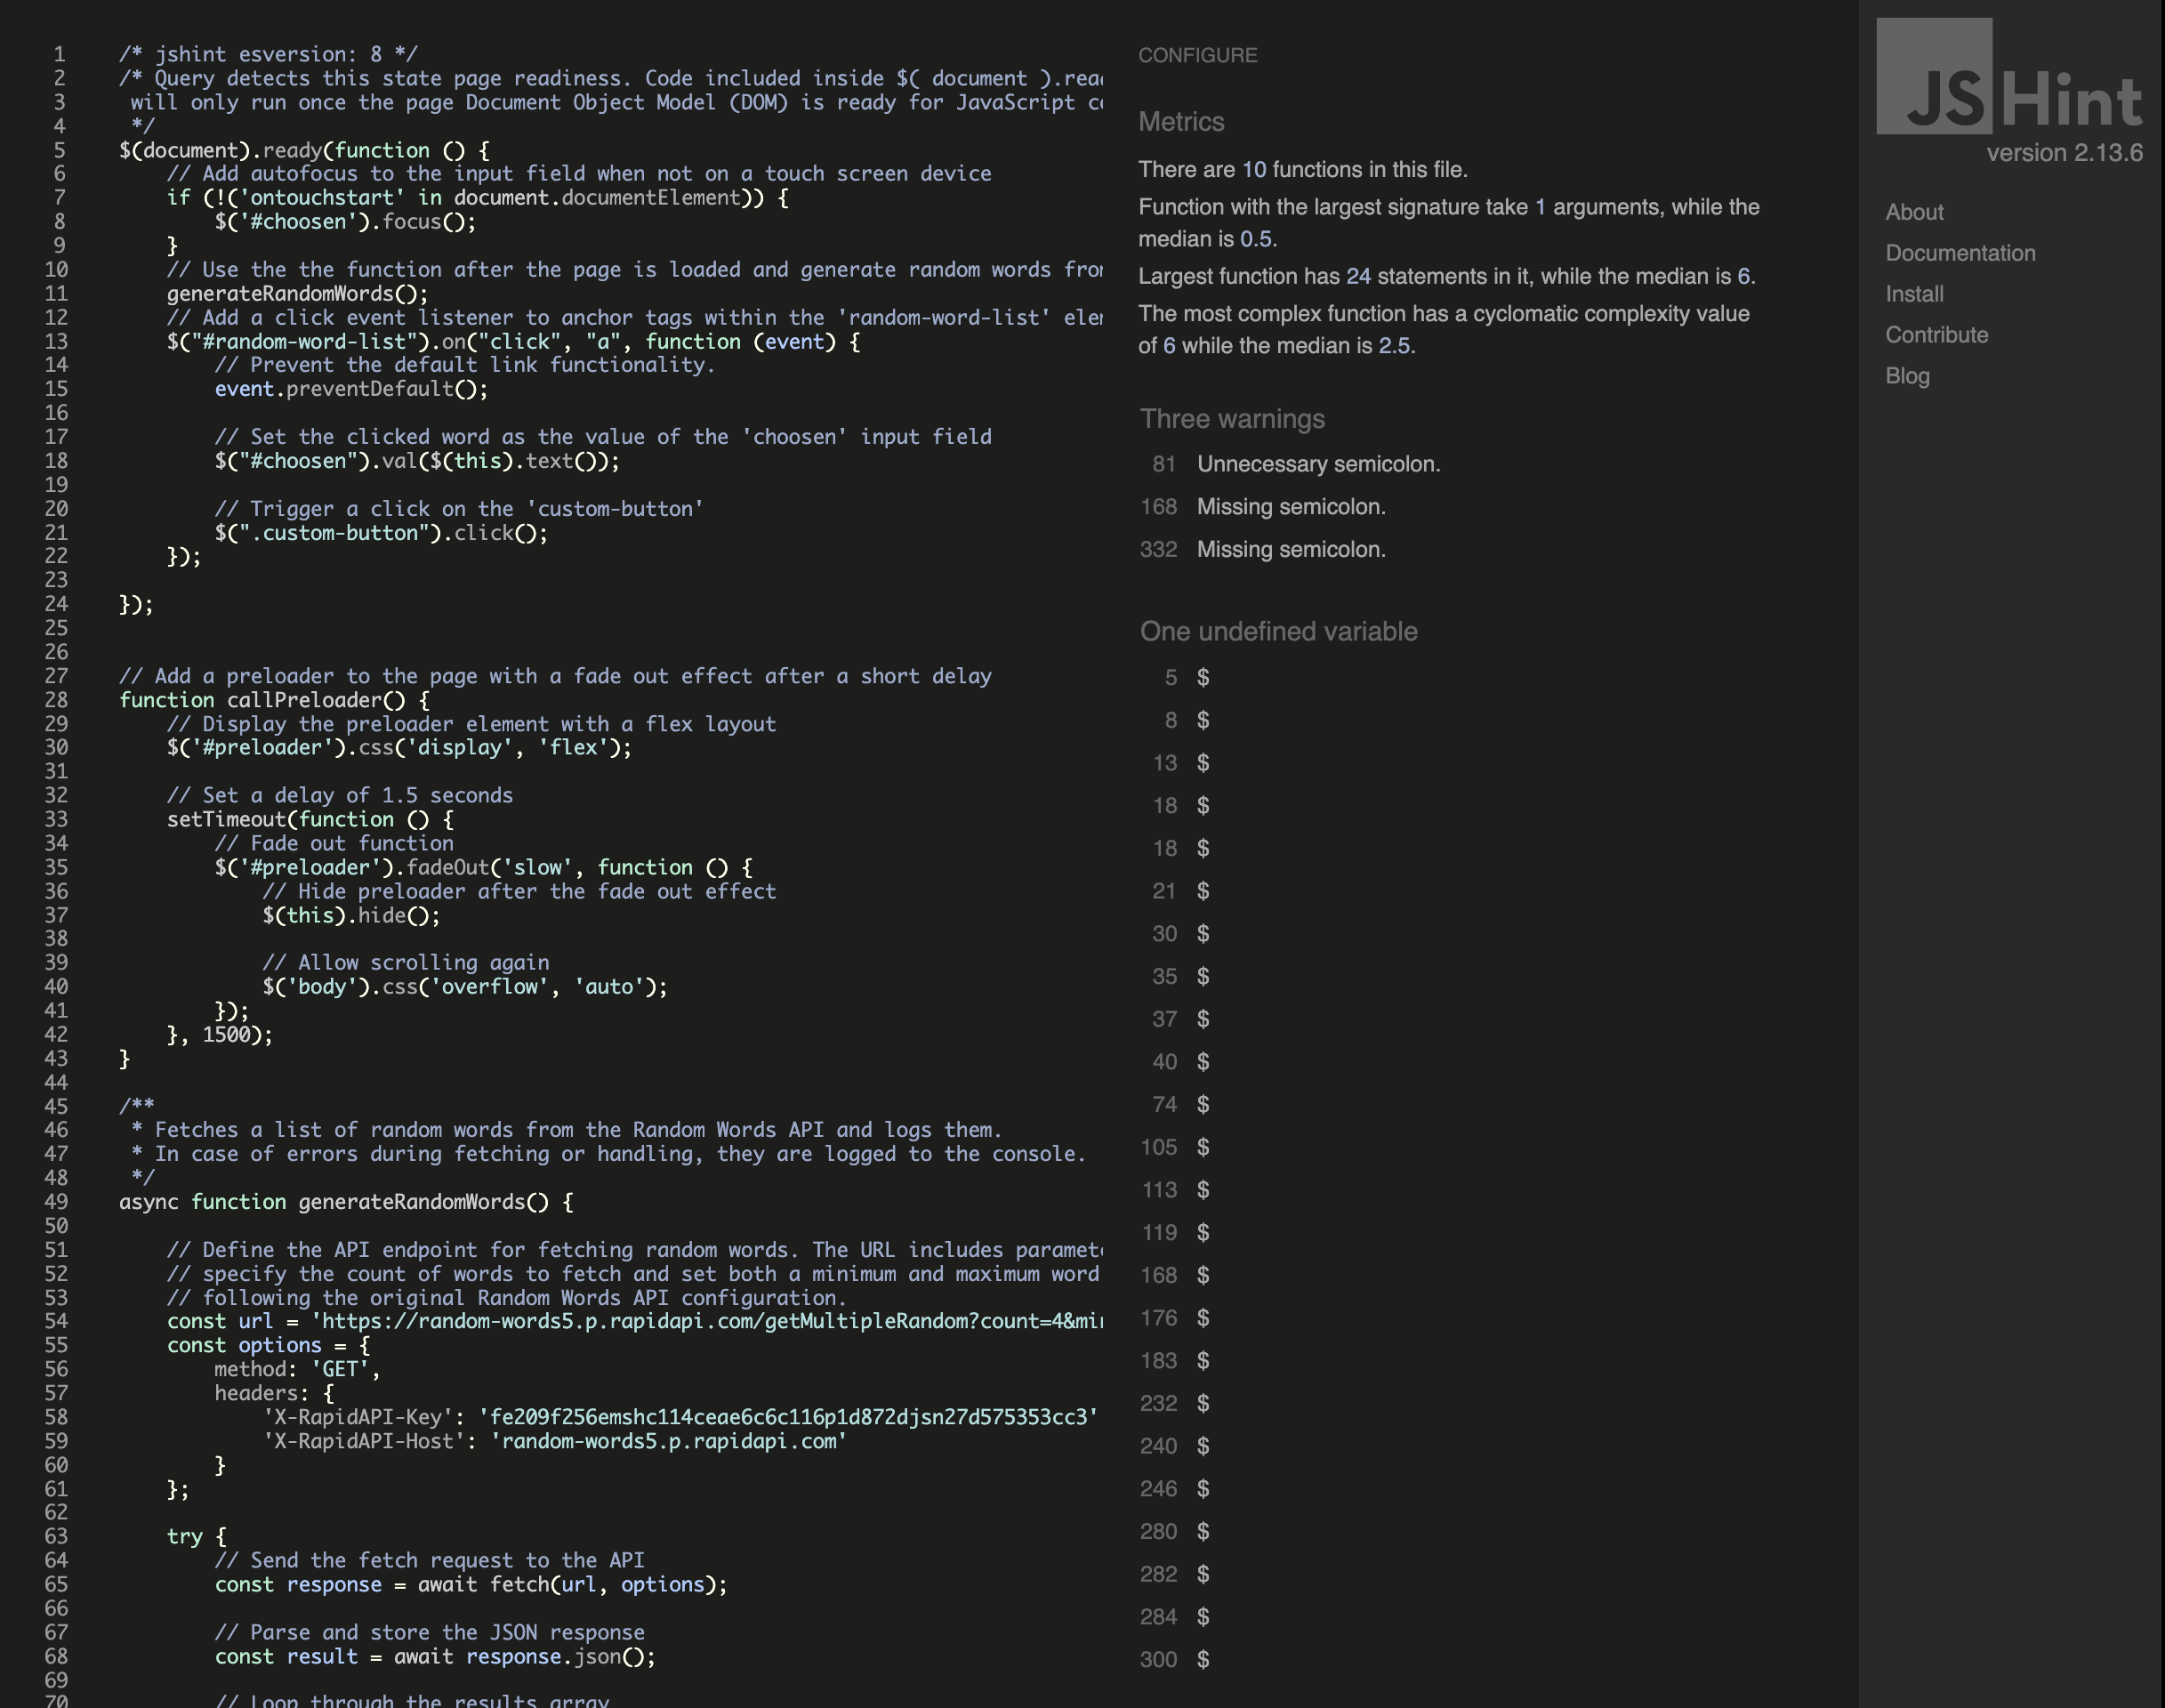 1 /* jshint esversion: 8 */
2 /* Query detects this state page readiness. Code included inside $( document ).rea
3 will only run once the page Document Object Model (DOM) is ready for JavaScript c
4 */
5 $(document).ready(function () {
6 // Add autofocus to the input field when not on a touch screen device
7 if (!('ontouchstart' in document.documentElement)) {
8 $('#choosen').focus();
9 }
10 // Use the the function after the page is loaded and generate random words fro
11 generateRandomWords();
12 // Add a click event listener to anchor tags within the 'random-word-list' ele
13 $("#random-word-list").on("click", "a", function (event) {
14 // Prevent the default link functionality.
15 event.preventDefault();
16
17 // Set the clicked word as the value of the 'choosen' input field
18 $("#choosen").val($(this).text());
19
20 // Trigger a click on the 'custom-button'
21 $(".custom-button").click();
22 });
23
24 });
25
26
27 // Add a preloader to the page with a fade out effect after a short delay
28 function callPreloader() {
29 // Display the preloader element with a flex layout
30 $('#preloader').css('display', 'flex');
31
32 // Set a delay of 1.5 seconds
33 setTimeout(function () {
34 // Fade out function
35 $('#preloader').fadeOut('slow', function () {
36 // Hide preloader after the fade out effect
37 $(this).hide();
38
39 // Allow scrolling again
40 $('body').css('overflow', 'auto');
41 });
42 }, 1500);
43 }
44
45 /**
46 * Fetches a list of random words from the Random Words API and logs them.
47 * In case of errors during fetching or handling, they are logged to the console.
48 */
49 async function generateRandomWords() {
50
51 // Define the API endpoint for fetching random words. The URL includes paramet
52 // specify the count of words to fetch and set both a minimum and maximum word
53 // following the original Random Words API configuration.
54 const url = 'https://random-words5.p.rapidapi.com/getMultipleRandom?count=4&mi
55 const options = {
56 method: 'GET',
57 headers: {
58 'X-RapidAPI-Key': 'fe209f256emshc114ceae6c6c116p1d872djsn27d575353cc3'
59 'X-RapidAPI-Host': 'random-words5.p.rapidapi.com'
60 }
61 };
62
63 try {
64 // Send the fetch request to the API
65 const response = await fetch(url, options);
66
67 // Parse and store the JSON response
68 const result = await response.json();
69
70 // Loop through the results array
CONFIGURE
Metrics
There are 10 functions in this file.
Function with the largest signature take 1 arguments, while the
median is 0.5.
Largest function has 24 statements in it, while the median is 6.
The most complex function has a cyclomatic complexity value
of 6 while the median is 2.5.
Three warnings
81 Unnecessary semicolon.
168 Missing semicolon.
332 Missing semicolon.
One undefined variable
5 $
8 $
13 $
18 $
18 $
21 $
30 $
35 $
37 $
40 $
74 $
105 $
113 $
119 $
168 $
176 $
183 $
232 $
240 $
246 $
280 $
282 $
284 $
300 $
JSHint
version 2.13.6
About
Documentation
Install
Contribute
Blog